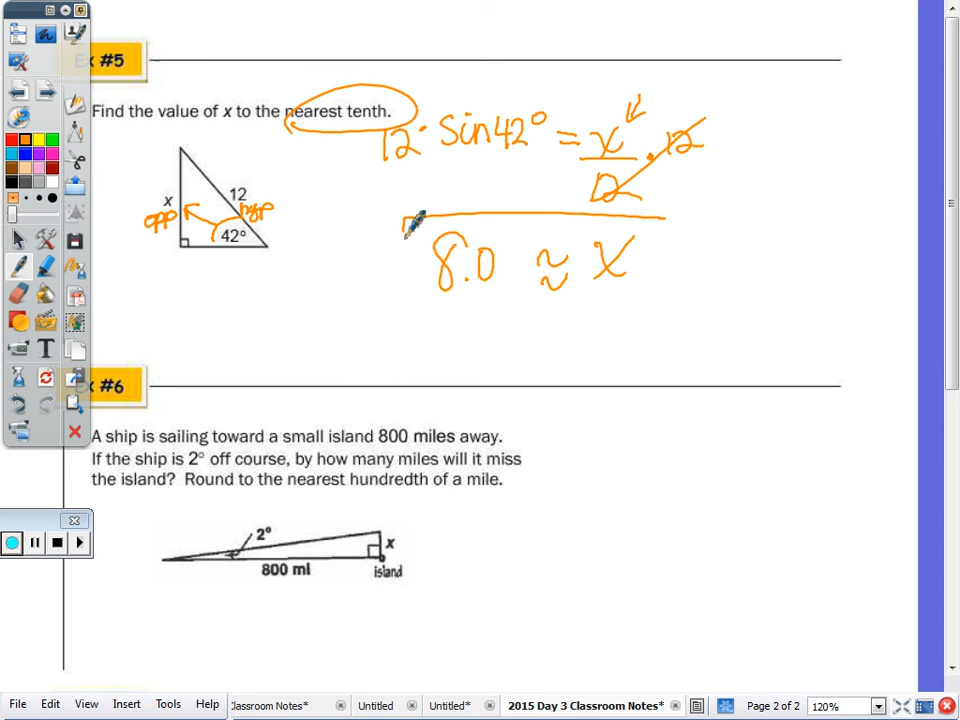 Ex #5
Find the value of x to the nearest tenth.
12 · sin 42° = x/12 · 12
x
12
opp
hyp
42°
8.0 ≈ x
Ex #6
A ship is sailing toward a small island 800 miles away.
If the ship is 2° off course, by how many miles will it miss
the island? Round to the nearest hundredth of a mile.
2°
x
800 mi
island
File Edit View Insert Tools Help
Classroom Notes* Untitled Untitled* 2015 Day 3 Classroom Notes* Page 2 of 2 120%